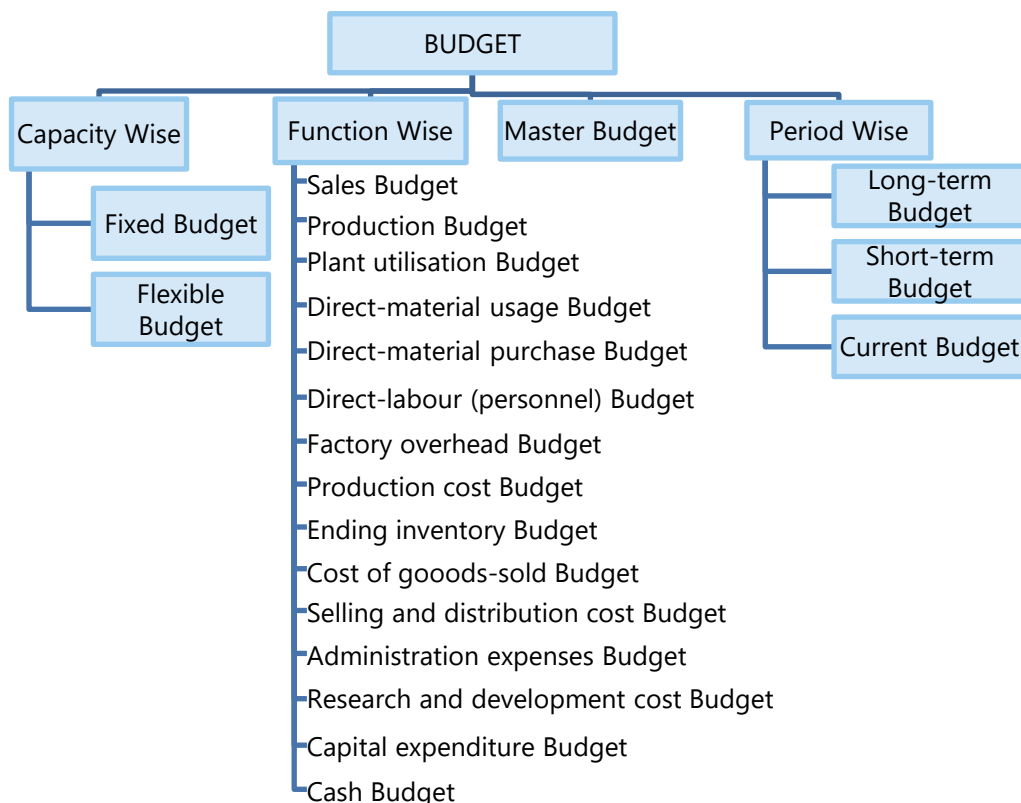 BUDGET
Capacity Wise
Fixed Budget
Flexible
Budget
Function Wise
Sales Budget
Production Budget
Plant utilisation Budget
Direct-material usage Budget
Direct-material purchase Budget
Direct-labour (personnel) Budget
Factory overhead Budget
Production cost Budget
Ending inventory Budget
Cost of gooods-sold Budget
Selling and distribution cost Budget
Administration expenses Budget
Research and development cost Budget
Capital expenditure Budget
Cash Budget
Master Budget
Period Wise
Long-term
Budget
Short-term
Budget
Current Budget